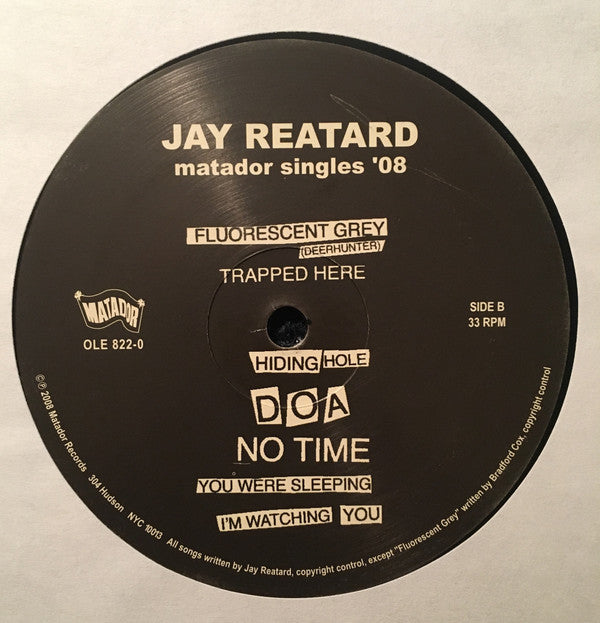 JAY REATARD
matador singles '08
FLUORESCENT GREY
(DEERHUNTER)
TRAPPED HERE
MATADOR
OLE 822-0
SIDE B
33 RPM
HIDING HOLE
DOA
NO TIME
YOU WERE SLEEPING
I'M WATCHING YOU
©℗ 2008 Matador Records 304 Hudson NYC 10013 All songs written by Jay Reatard, copyright control, except "Fluorescent Grey" written by Bradford Cox, copyright control